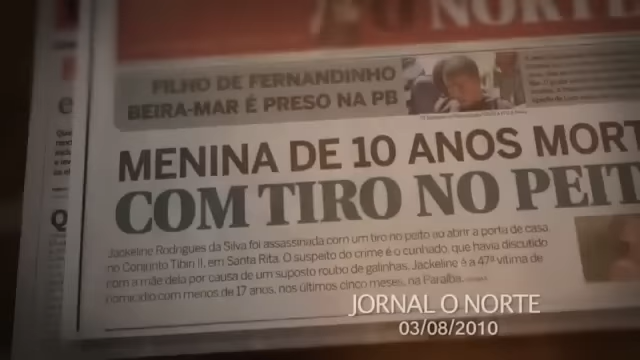 O NORTE
FILHO DE FERNANDINHO
BEIRA-MAR É PRESO NA PB
MENINA DE 10 ANOS MORT
COM TIRO NO PEIT
Jackeline Rodrigues da Silva foi assassinada com um tiro no peito ao abrir a porta de casa
no Conjunto Tibiri II, em Santa Rita. O suspeito do crime é o cunhado, que havia discutido
com a mãe dela por causa de um suposto roubo de galinhas. Jackeline é a 47ª vítima de
homicídio com menos de 17 anos, nos últimos cinco meses, na Paraíba.
JORNAL O NORTE
03/08/2010